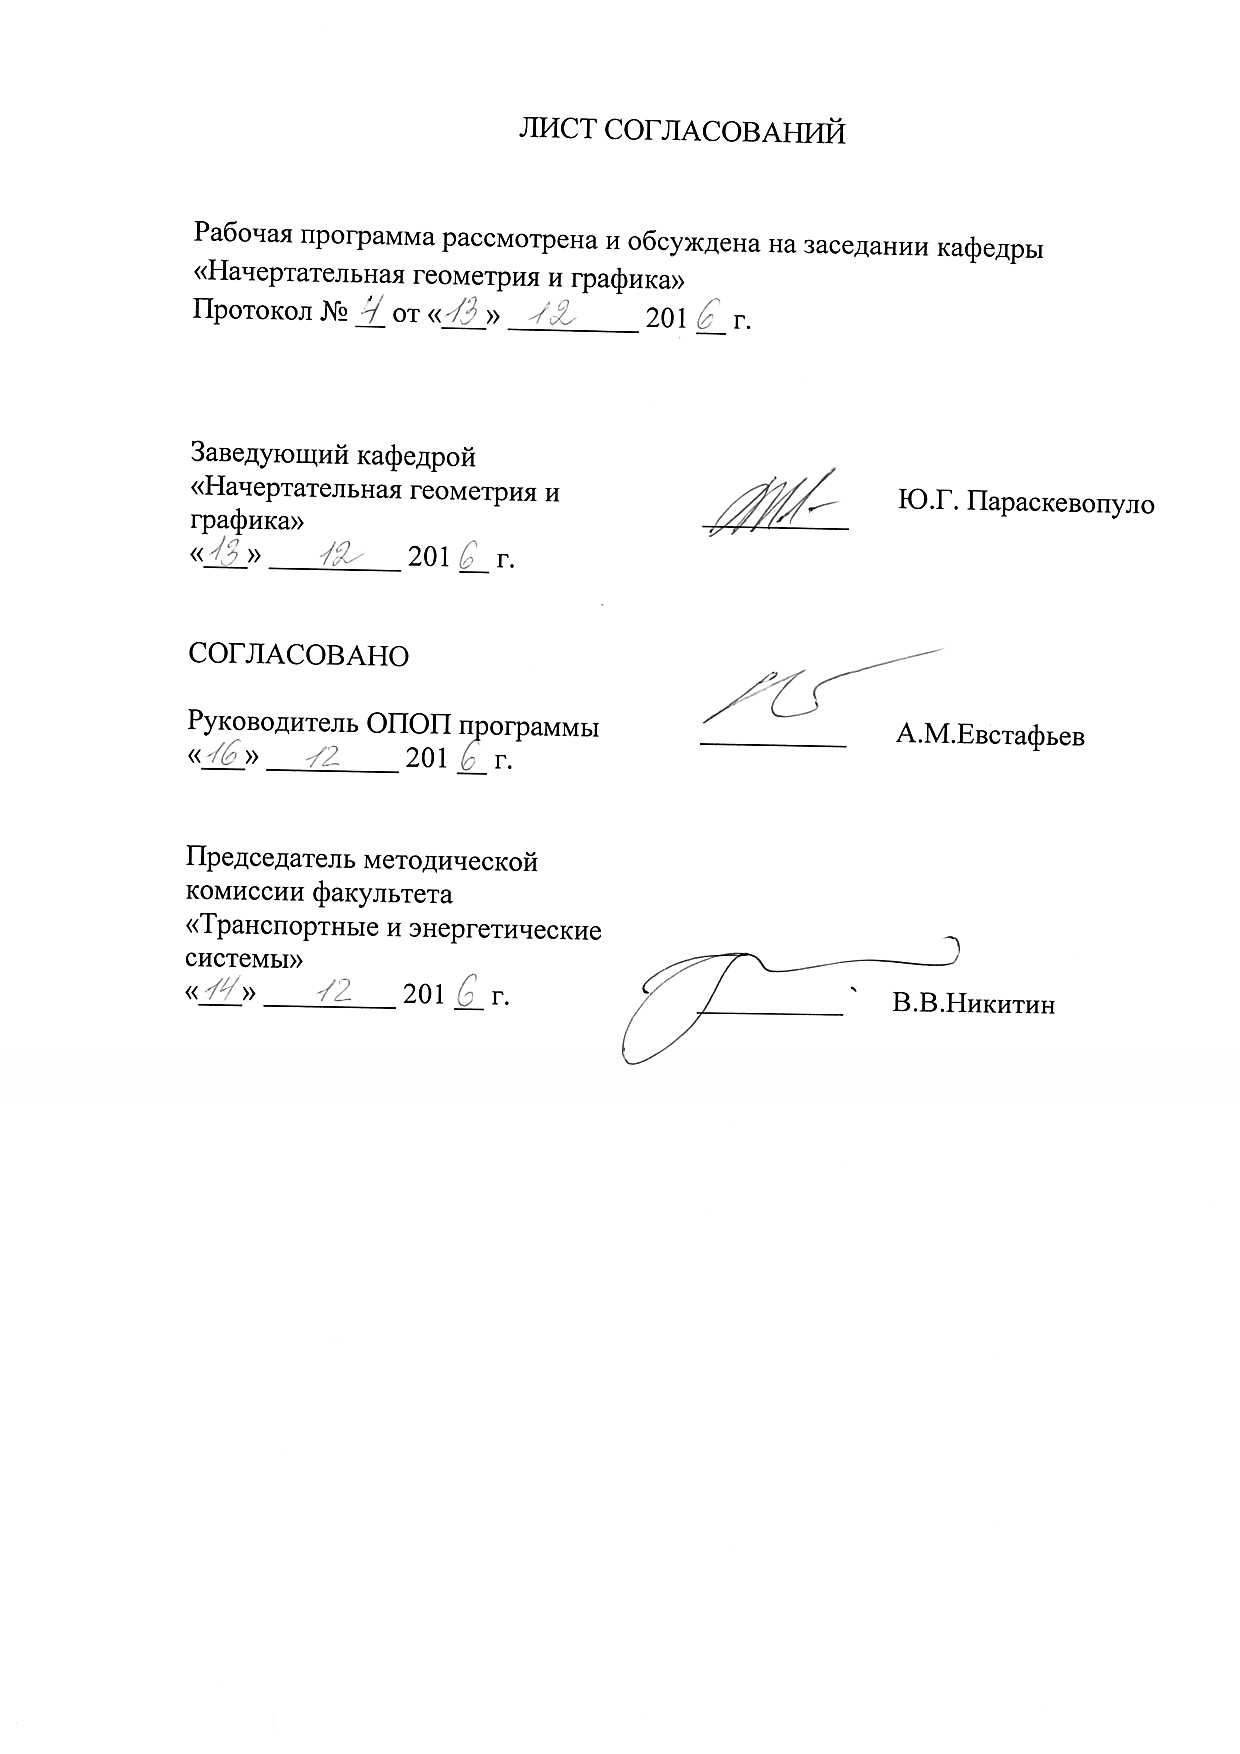 ЛИСТ СОГЛАСОВАНИЙ
Рабочая программа рассмотрена и обсуждена на заседании кафедры
«Начертательная геометрия и графика»
Протокол № 4 от «13» 12 2016 г.
Заведующий кафедрой
«Начертательная геометрия и
графика»
Ю.Г. Параскевопуло
«13» 12 2016 г.
СОГЛАСОВАНО
Руководитель ОПОП программы
А.М.Евстафьев
«16» 12 2016 г.
Председатель методической
комиссии факультета
«Транспортные и энергетические
системы»
«14» 12 2016 г.
В.В.Никитин